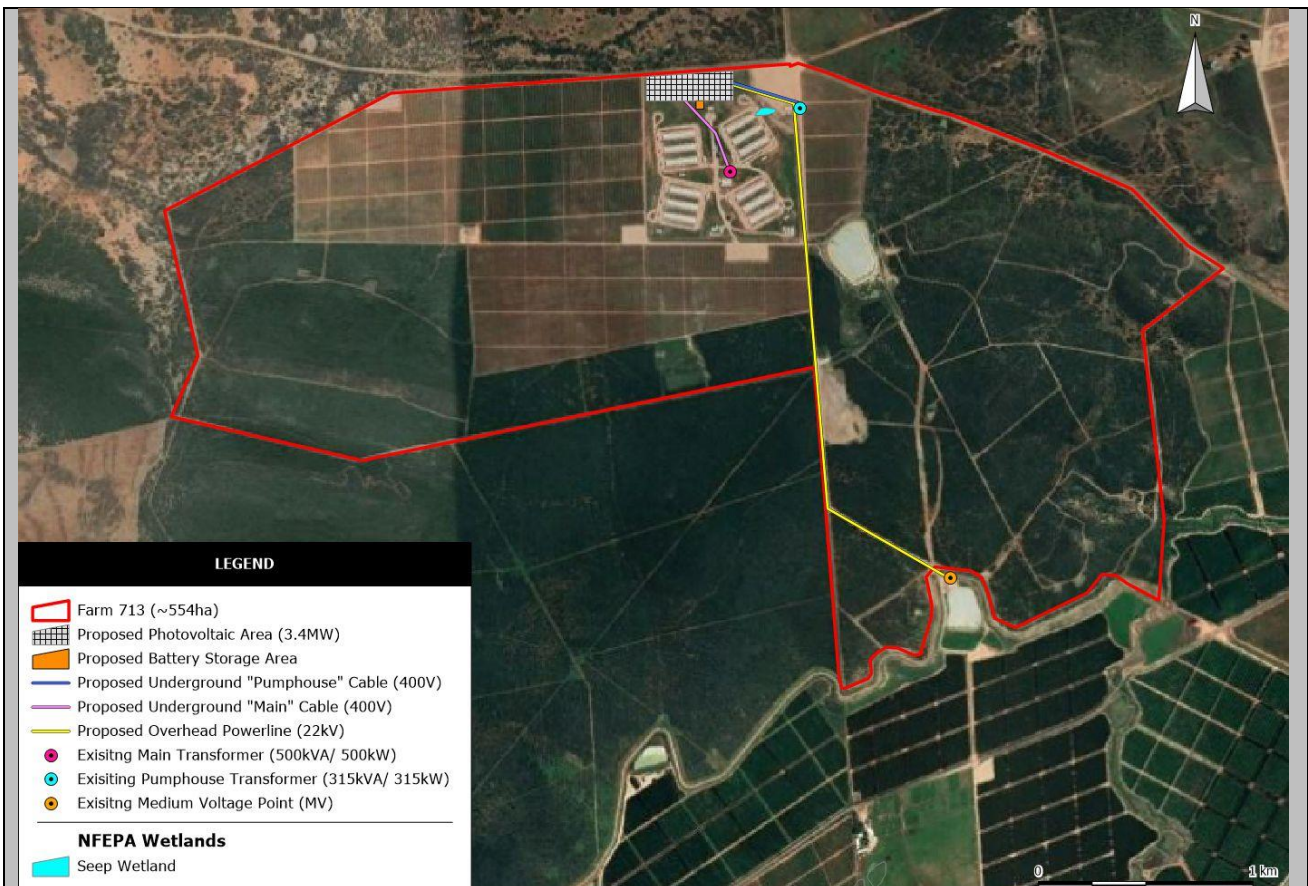 N
LEGEND
Farm 713 (~554ha)
Proposed Photovoltaic Area (3.4MW)
Proposed Battery Storage Area
Proposed Underground "Pumphouse" Cable (400V)
Proposed Underground "Main" Cable (400V)
Proposed Overhead Powerline (22kV)
Exisitng Main Transformer (500kVA/ 500kW)
Exisiting Pumphouse Transformer (315kVA/ 315kW)
Exisitng Medium Voltage Point (MV)
NFEPA Wetlands
Seep Wetland
0 1 km